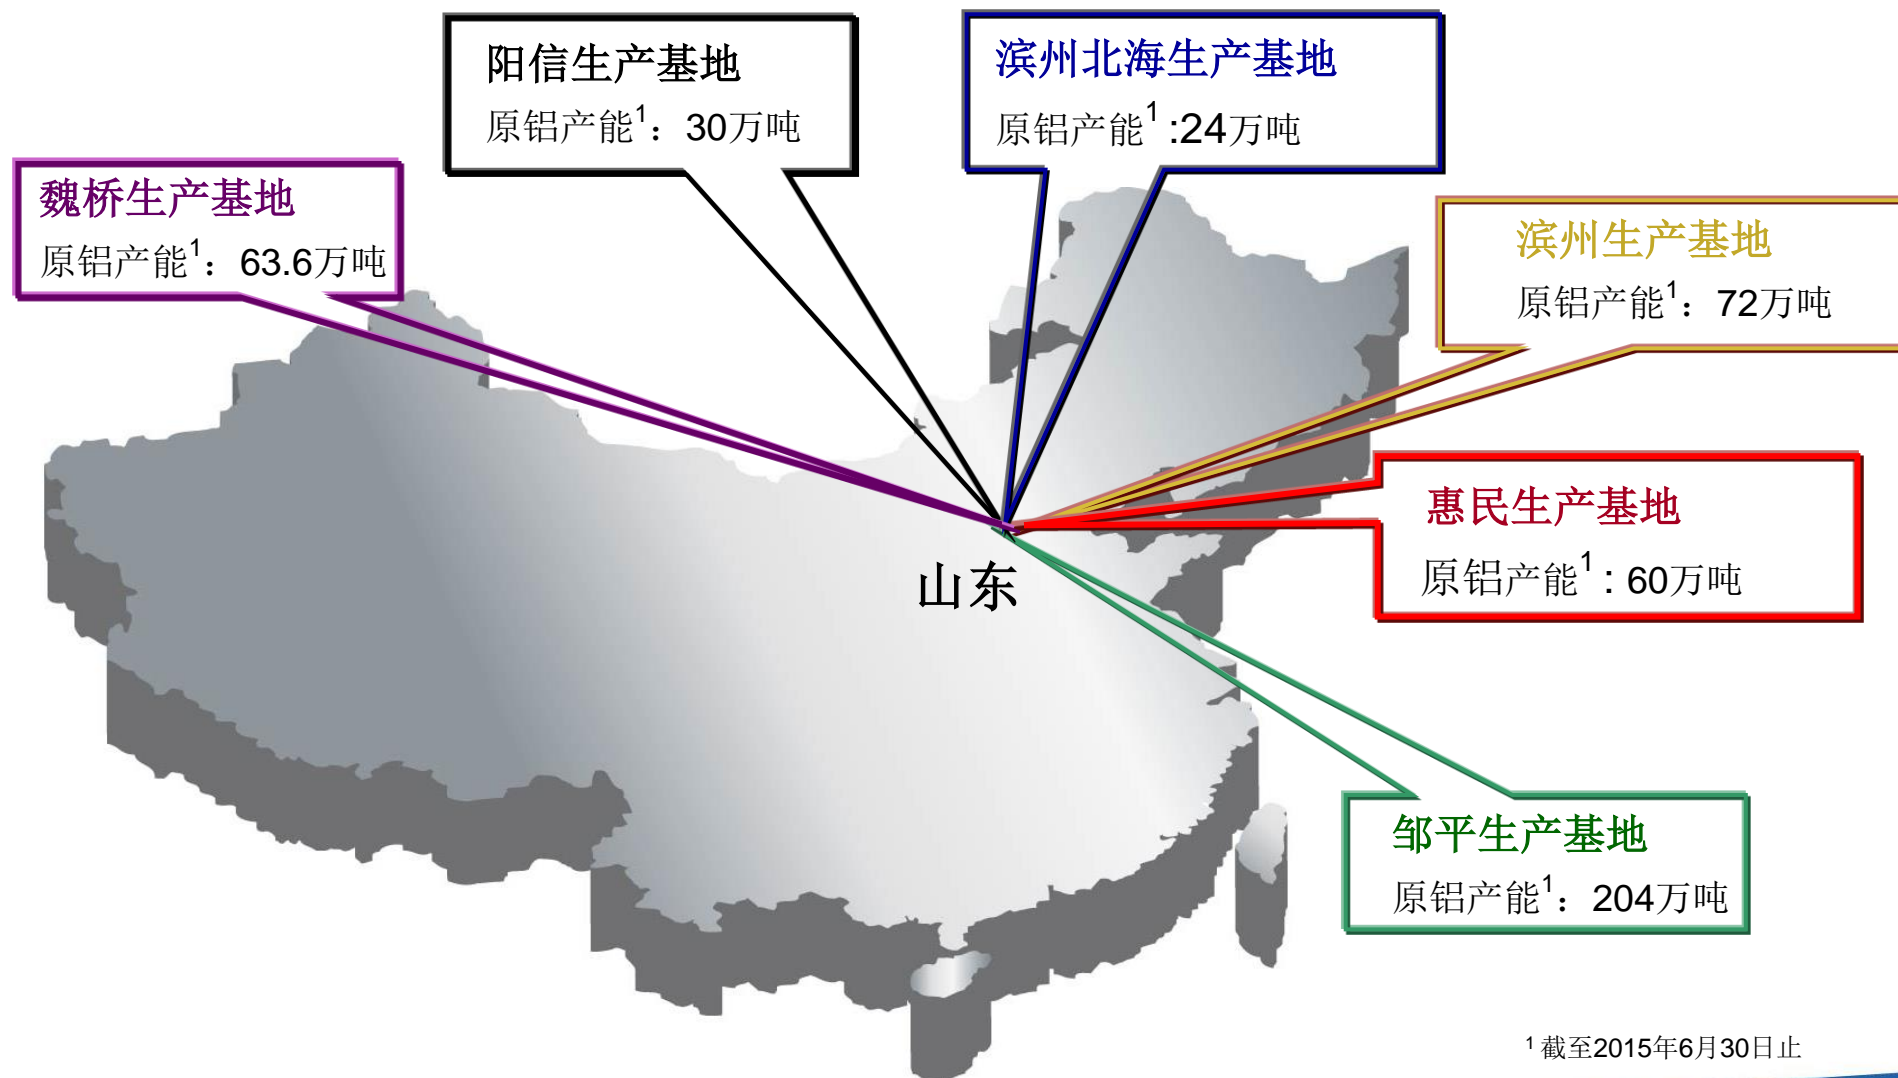 阳信生产基地
原铝产能1：30万吨
滨州北海生产基地
原铝产能1:24万吨
魏桥生产基地
原铝产能1：63.6万吨
滨州生产基地
原铝产能1：72万吨
惠民生产基地
原铝产能1: 60万吨
山东
邹平生产基地
原铝产能1：204万吨
1 截至2015年6月30日止